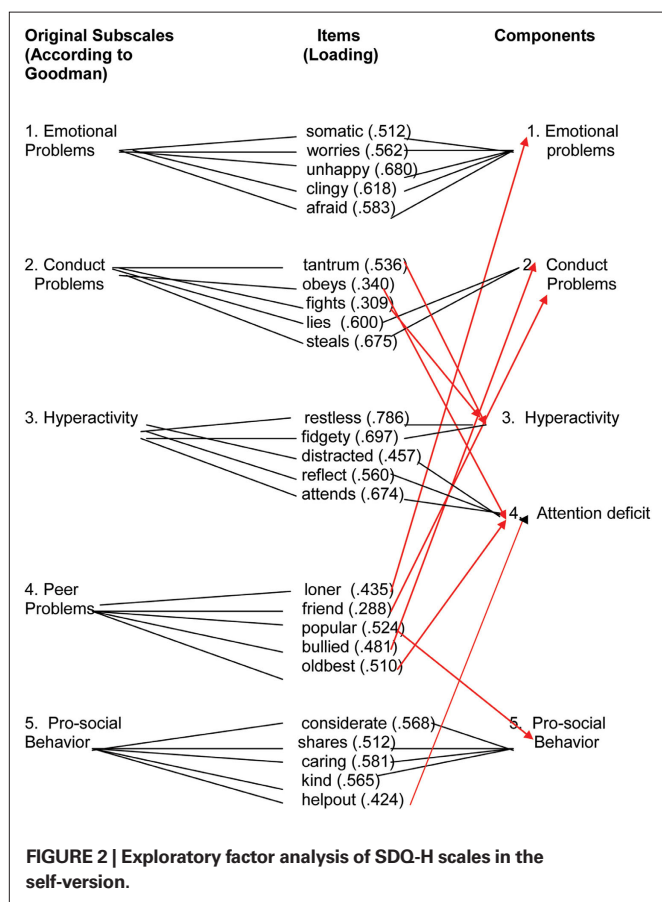 Original Subscales
(According to
Goodman)
Items
(Loading)
Components
1. Emotional
Problems
somatic (.512)
worries (.562)
unhappy (.680)
clingy (.618)
afraid (.583)
1. Emotional
problems
2. Conduct
Problems
tantrum (.536)
obeys (.340)
fights (.309)
lies (.600)
steals (.675)
2. Conduct
Problems
3. Hyperactivity
restless (.786)
fidgety (.697)
distracted (.457)
reflect (.560)
attends (.674)
3. Hyperactivity
4. Attention deficit
4. Peer
Problems
loner (.435)
friend (.288)
popular (.524)
bullied (.481)
oldbest (.510)
5. Pro-social
Behavior
considerate (.568)
shares (.512)
caring (.581)
kind (.565)
helpout (.424)
5. Pro-social
Behavior
FIGURE 2 | Exploratory factor analysis of SDQ-H scales in the
self-version.